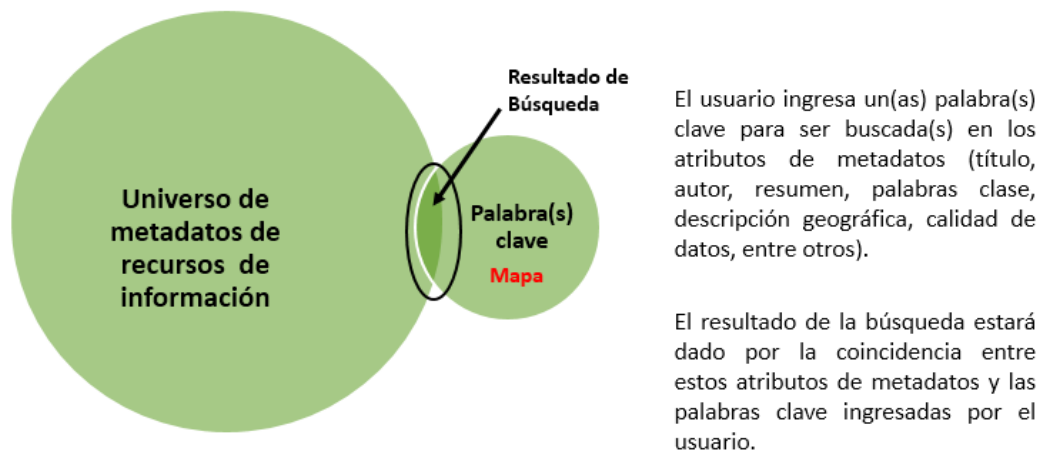 Resultado de
Búsqueda
Universo de
metadatos de
recursos de
información
Palabra(s)
clave
Mapa
El usuario ingresa un(as) palabra(s)
clave para ser buscada(s) en los
atributos de metadatos (título,
autor, resumen, palabras clase,
descripción geográfica, calidad de
datos, entre otros).
El resultado de la búsqueda estará
dado por la coincidencia entre
estos atributos de metadatos y las
palabras clave ingresadas por el
usuario.